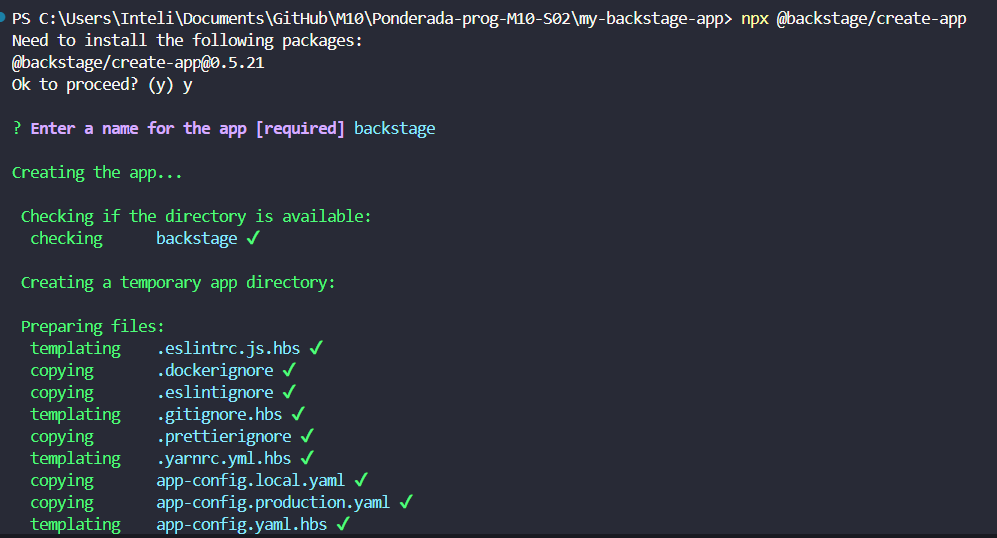 PS C:\Users\Inteli\Documents\GitHub\M10\Ponderada-prog-M10-S02\my-backstage-app> npx @backstage/create-app
Need to install the following packages:
@backstage/create-app@0.5.21
Ok to proceed? (y) y
? Enter a name for the app [required] backstage
Creating the app...
Checking if the directory is available:
checking backstage ✔
Creating a temporary app directory:
Preparing files:
templating .eslintrc.js.hbs ✔
copying .dockerignore ✔
copying .eslintignore ✔
templating .gitignore.hbs ✔
copying .prettierignore ✔
templating .yarnrc.yml.hbs ✔
copying app-config.local.yaml ✔
copying app-config.production.yaml ✔
templating app-config.yaml.hbs ✔